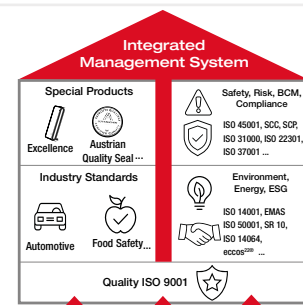 Integrated
Management System
Special Products
Excellence
Austrian
Quality Seal ...
Safety, Risk, BCM,
Compliance
ISO 45001, SCC, SCP,
ISO 31000, ISO 22301,
ISO 37001 ...
Industry Standards
Automotive
Food Safety...
Environment,
Energy, ESG
ISO 14001, EMAS
ISO 50001, SR 10,
ISO 14064,
eccos²²⁰⁰ ...
Quality ISO 9001